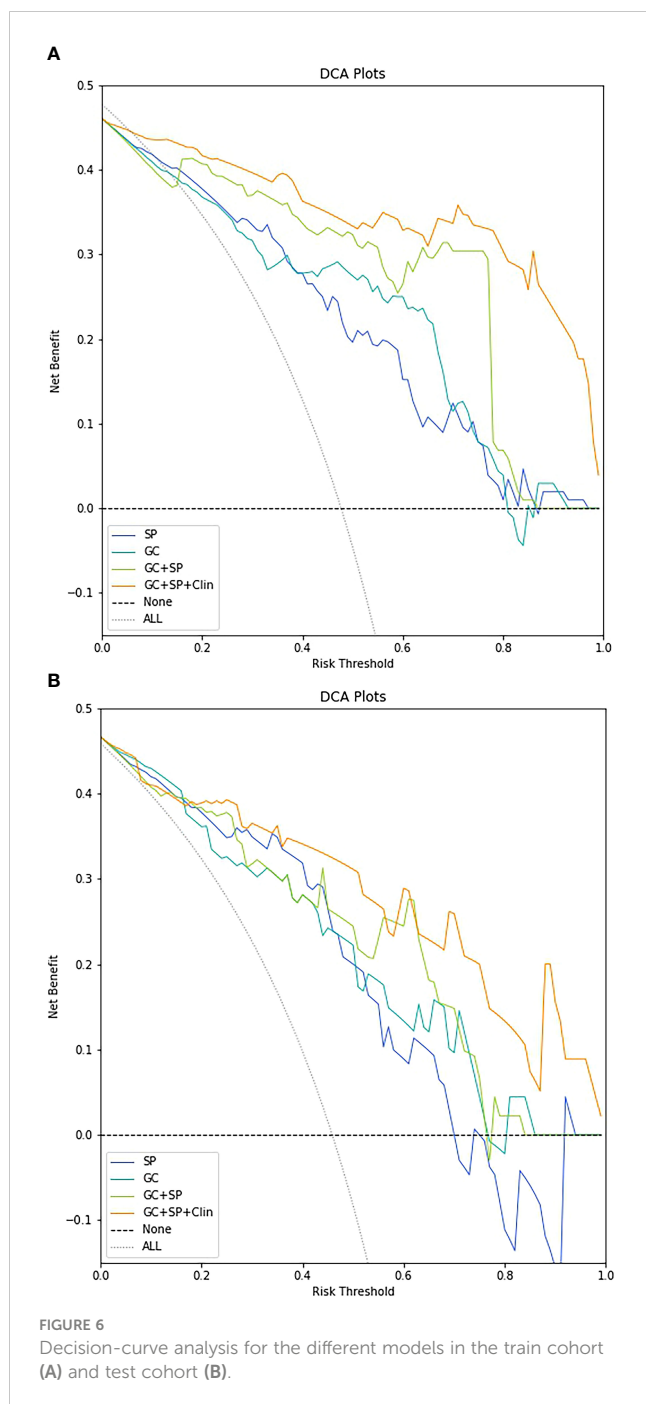 A
DCA Plots
0.5
0.4
0.3
0.2
0.1
0.0
−0.1
Net Benefit
SP
GC
GC+SP
GC+SP+Clin
None
ALL
0.0 0.2 0.4 0.6 0.8 1.0
Risk Threshold
B
DCA Plots
0.5
0.4
0.3
0.2
0.1
0.0
−0.1
Net Benefit
SP
GC
GC+SP
GC+SP+Clin
None
ALL
0.0 0.2 0.4 0.6 0.8 1.0
Risk Threshold
FIGURE 6
Decision-curve analysis for the different models in the train cohort
(A) and test cohort (B).